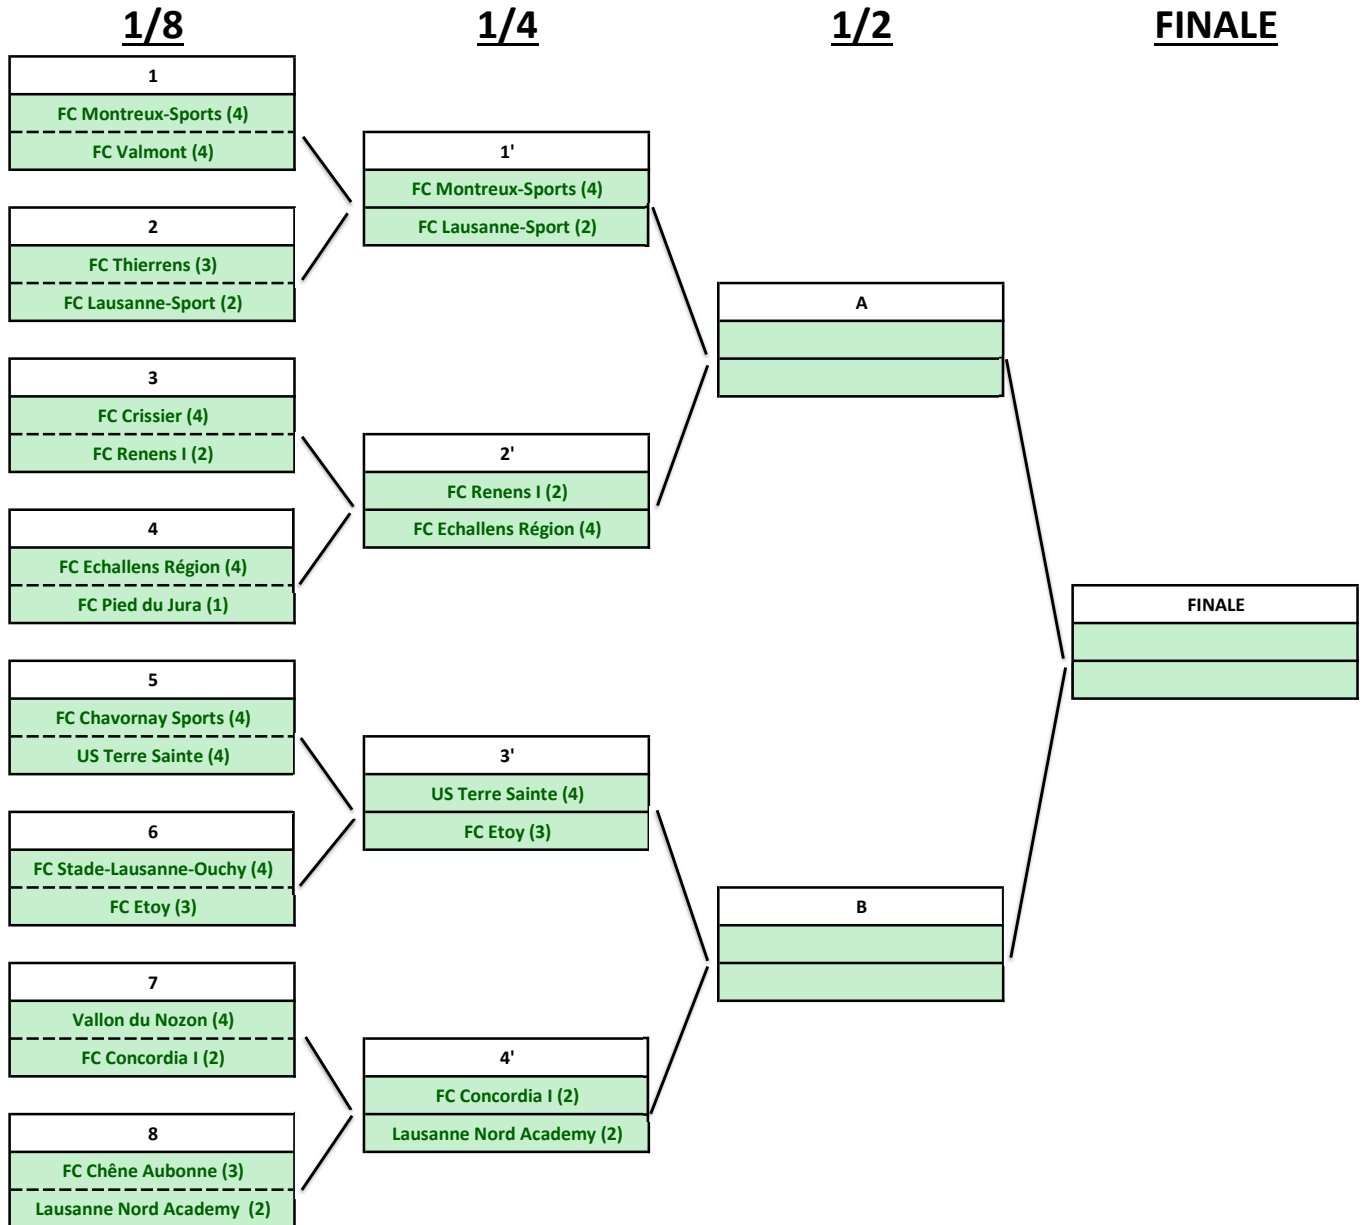 1/8
1/4
1/2
FINALE
1
FC Montreux-Sports (4)
FC Valmont (4)
2
FC Thierrens (3)
FC Lausanne-Sport (2)
3
FC Crissier (4)
FC Renens I (2)
4
FC Echallens Région (4)
FC Pied du Jura (1)
5
FC Chavornay Sports (4)
US Terre Sainte (4)
6
FC Stade-Lausanne-Ouchy (4)
FC Etoy (3)
7
Vallon du Nozon (4)
FC Concordia I (2)
8
FC Chêne Aubonne (3)
Lausanne Nord Academy (2)
1'
FC Montreux-Sports (4)
FC Lausanne-Sport (2)
2'
FC Renens I (2)
FC Echallens Région (4)
3'
US Terre Sainte (4)
FC Etoy (3)
4'
FC Concordia I (2)
Lausanne Nord Academy (2)
A
B
FINALE